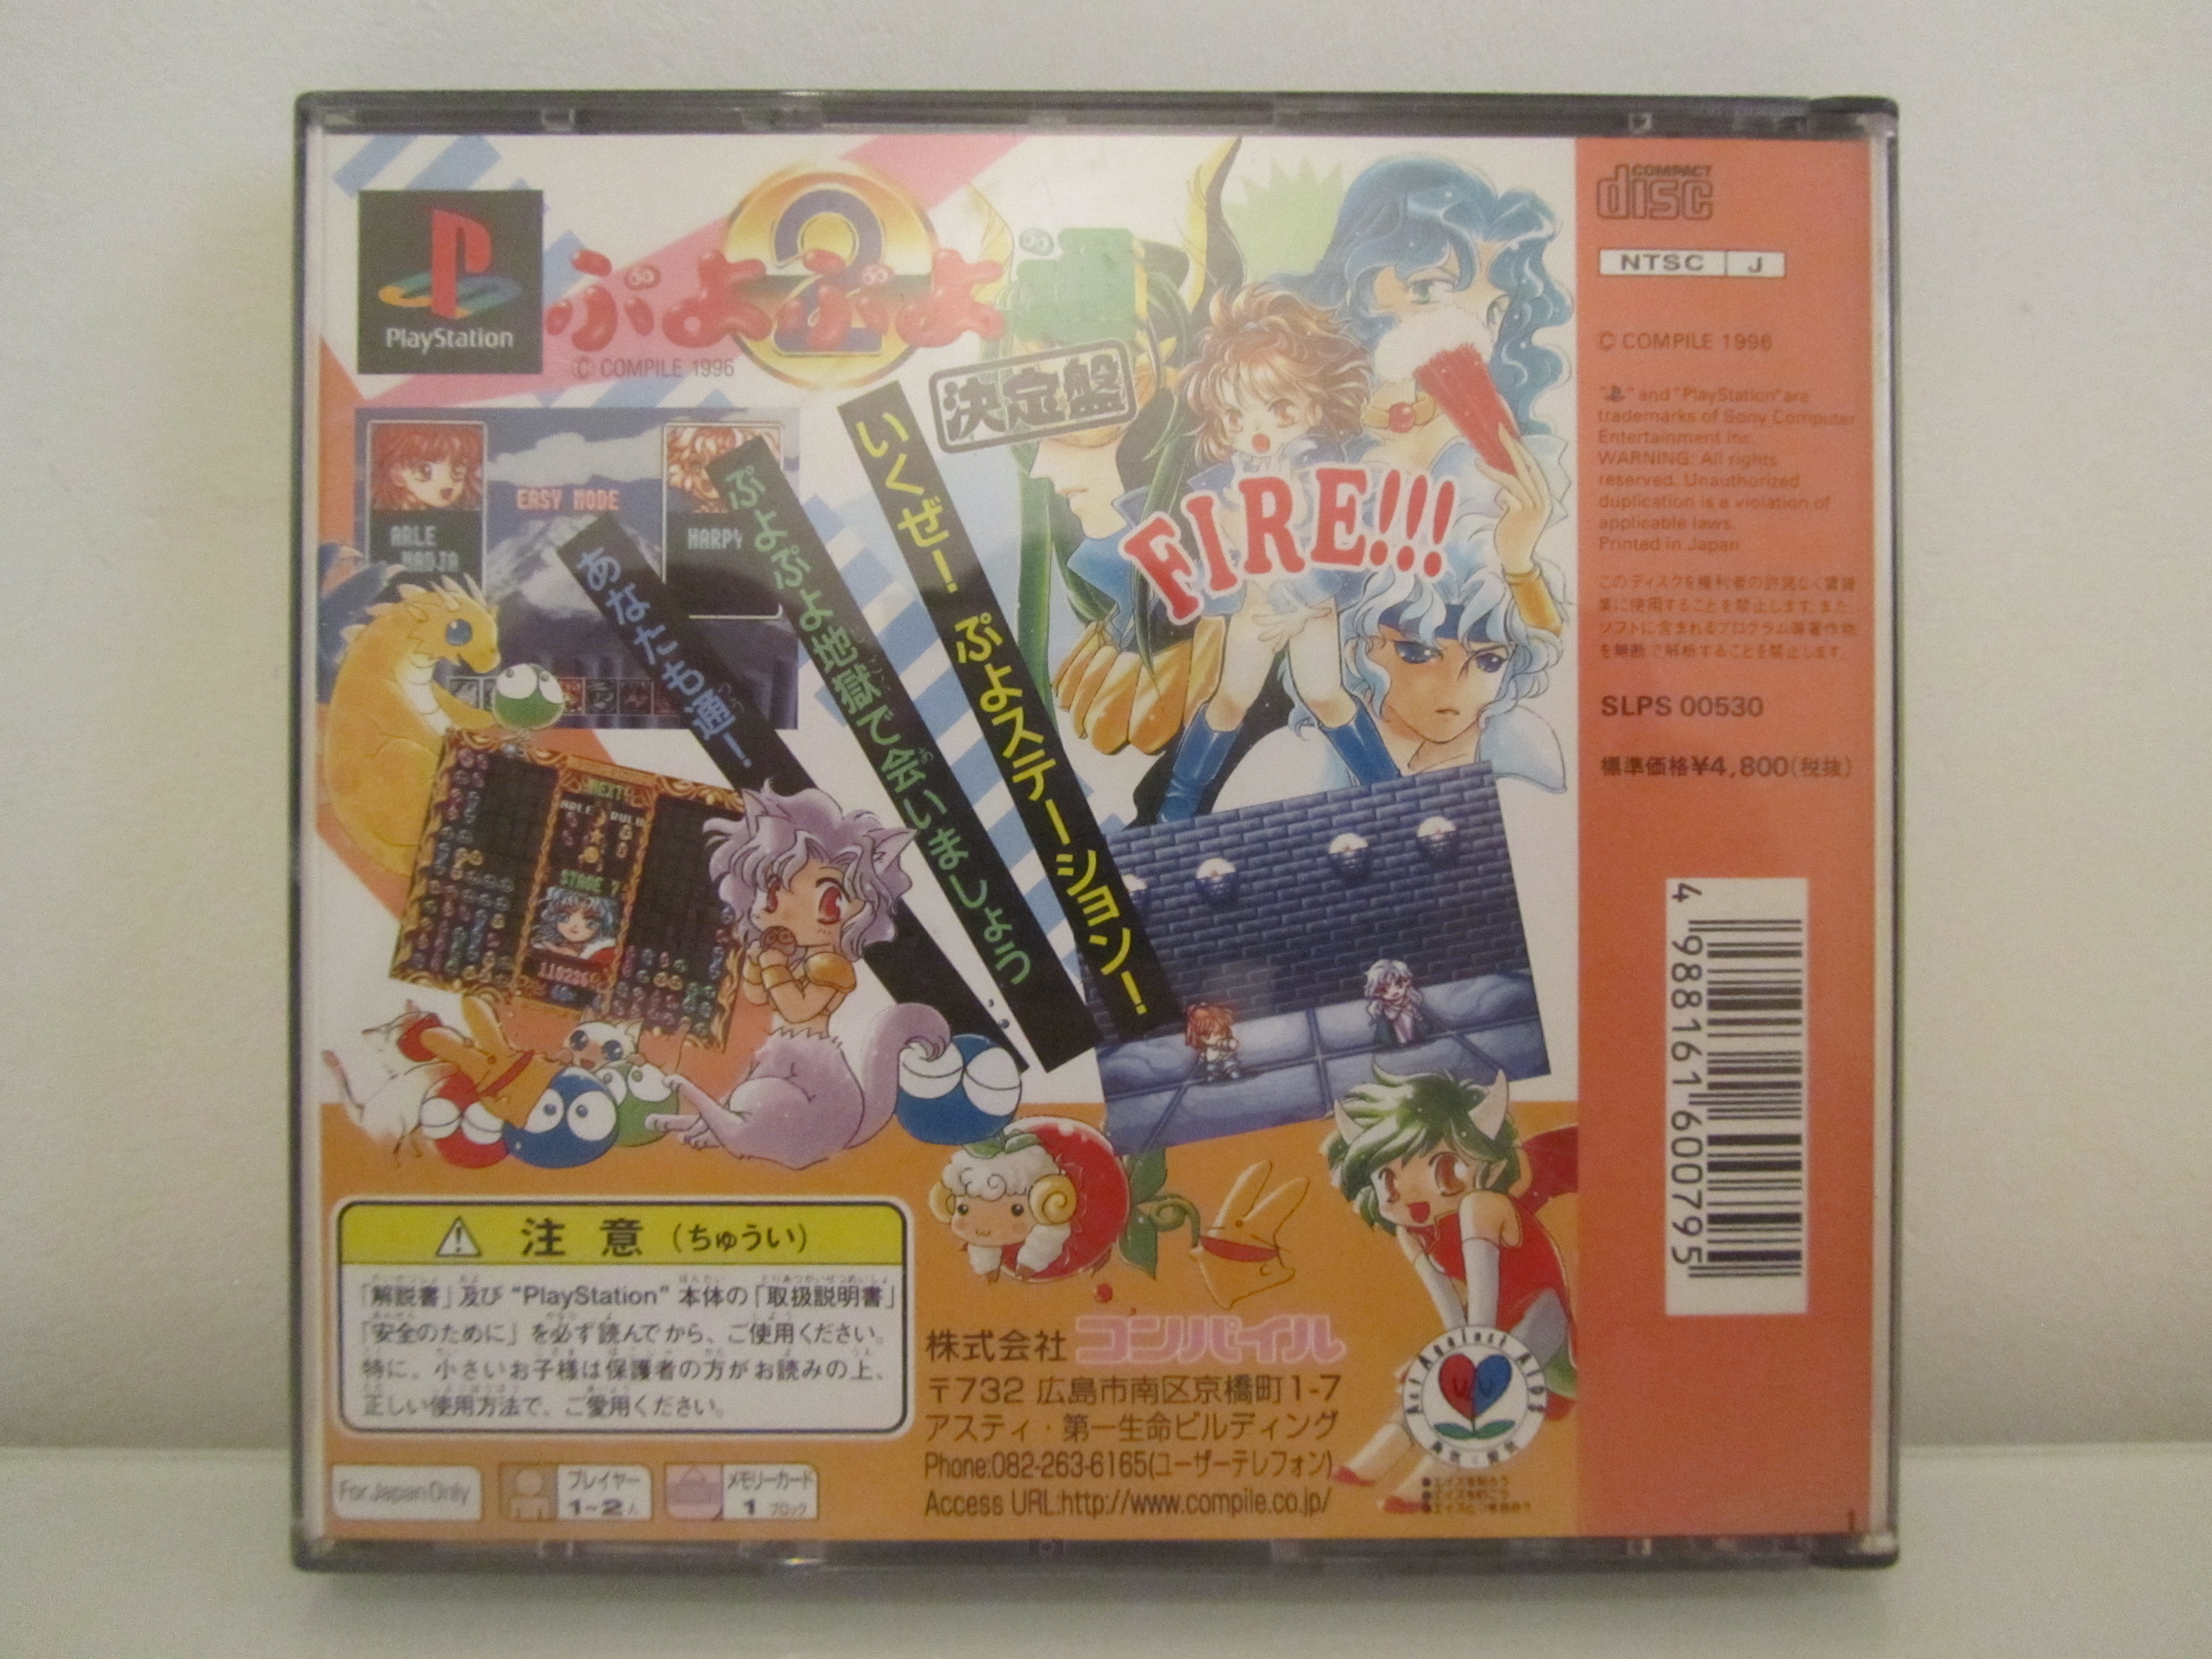 PlayStation
ぷよぷよ2通
© COMPILE 1996
決定盤
EASY MODE
ARLE
NADJA
HARPY
あなたも通！
ぷよぷよ地獄で会いましょう
いくぜ！ ぷよステーション！
FIRE!!!
NEXT
ARLE
STAGE 7
注 意 （ちゅうい）
「解説書」及び “PlayStation” 本体の「取扱説明書」
「安全のために」を必ず読んでから、ご使用ください。
特に、小さいお子様は保護者の方がお読みの上、
正しい使用方法で、ご愛用ください。
For Japan Only
プレイヤー
1~2人
メモリーカード
1 ブロック
株式会社 コンパイル
〒732 広島市南区京橋町1-7
アスティ・第一生命ビルディング
Phone:082-263-6165(ユーザーテレフォン)
Access URL:http://www.compile.co.jp/
Act Against AIDS
COMPACT
disc
NTSC J
© COMPILE 1996
" " and "PlayStation" are
trademarks of Sony Computer
Entertainment Inc.
WARNING: All rights
reserved. Unauthorized
duplication is a violation of
applicable laws.
Printed in Japan
このディスクを権利者の許諾なく賃貸
業に使用することを禁止します。また、
ソフトに含まれるプログラム等著作物
を無断で解析することを禁止します。
SLPS 00530
標準価格¥4,800(税抜)
4 988161 600795